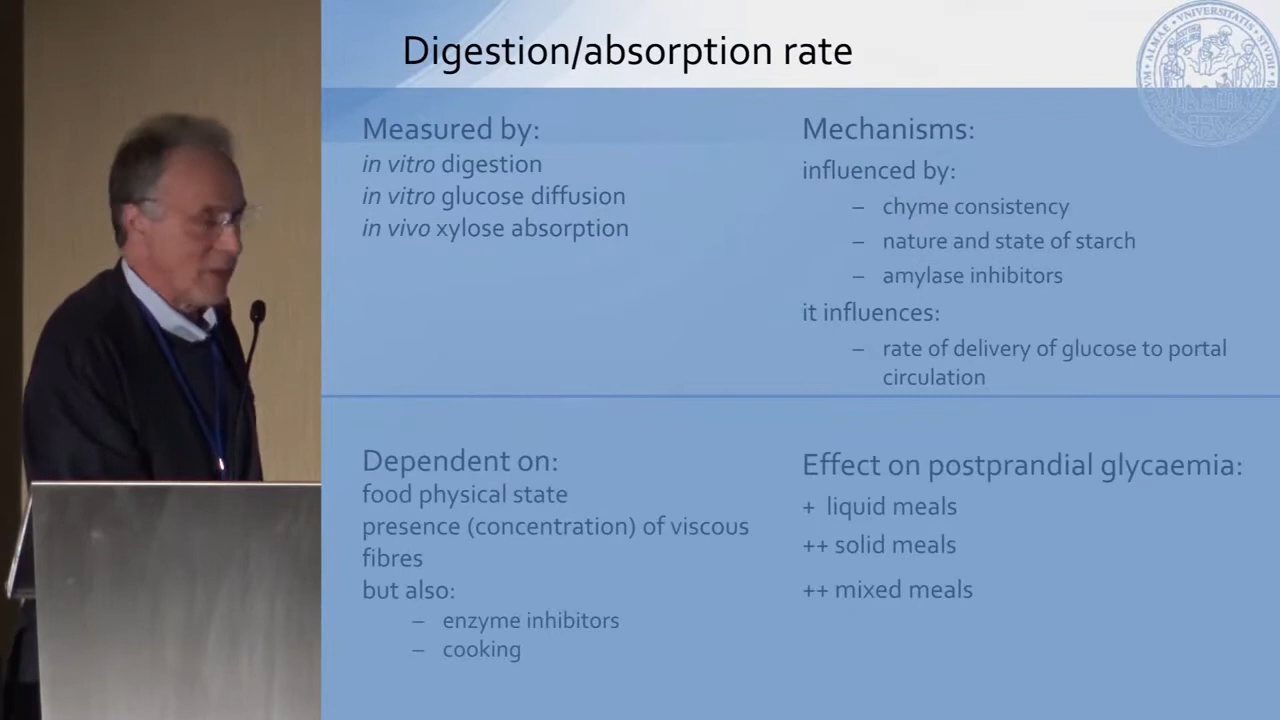 Digestion/absorption rate
Measured by:
in vitro digestion
in vitro glucose diffusion
in vivo xylose absorption
Mechanisms:
influenced by:
– chyme consistency
– nature and state of starch
– amylase inhibitors
it influences:
– rate of delivery of glucose to portal
circulation
Dependent on:
food physical state
presence (concentration) of viscous
fibres
but also:
– enzyme inhibitors
– cooking
Effect on postprandial glycaemia:
+ liquid meals
++ solid meals
++ mixed meals